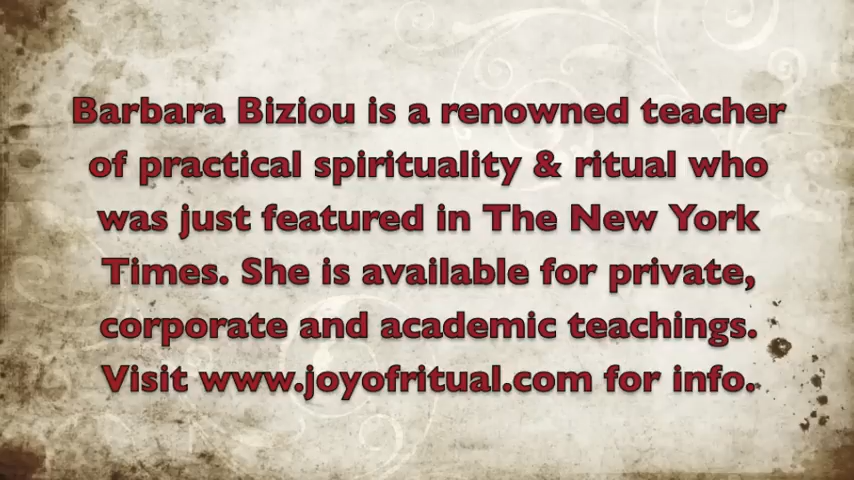 Barbara Biziou is a renowned teacher
of practical spirituality & ritual who
was just featured in The New York
Times. She is available for private,
corporate and academic teachings.
Visit www.joyofritual.com for info.